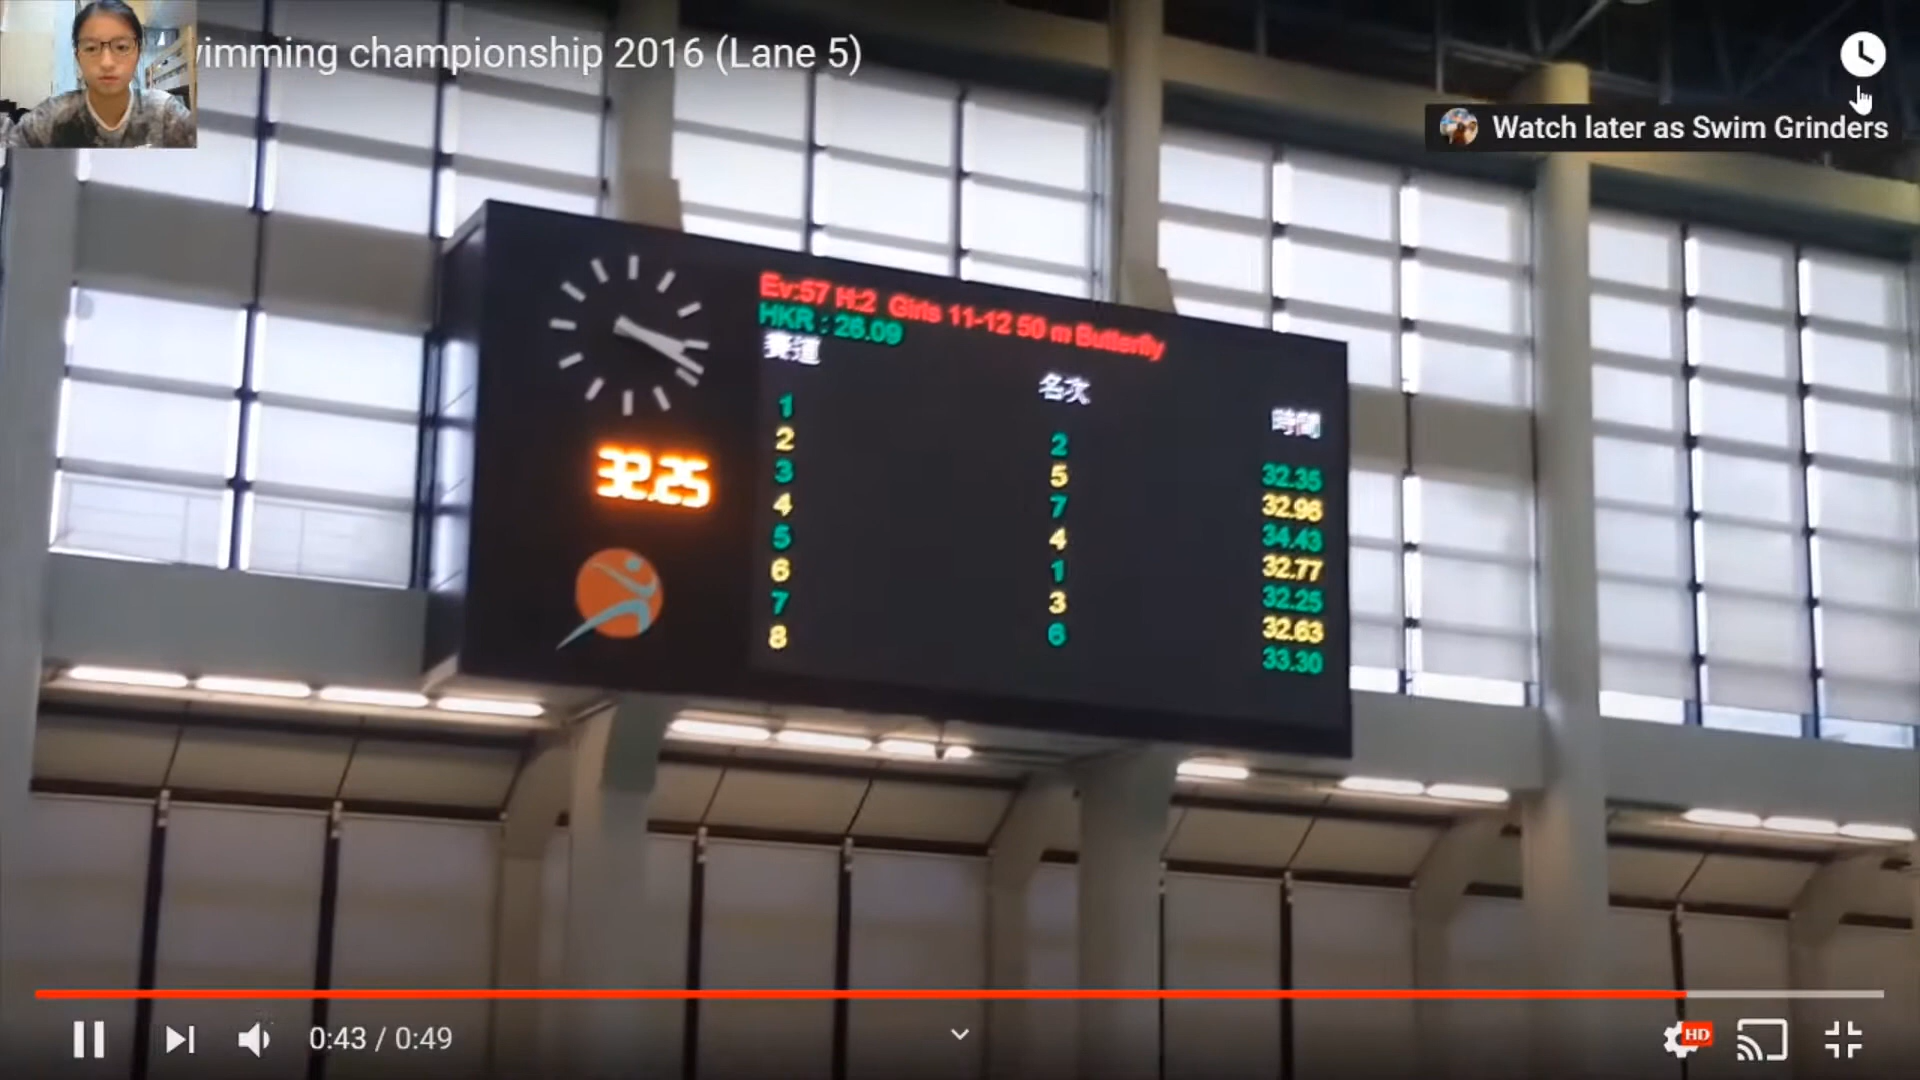 imming championship 2016 (Lane 5)
Watch later as Swim Grinders
Ev:57 H:2 Girls 11-12 50 m Butterfly
HKR : 26.09
賽道 名次 時間
1 2 32.35
2 5 32.96
3 7 34.43
4 4 32.77
5 1 32.25
6 3 32.63
7 6 33.30
8
32.25
0:43 / 0:49
HD